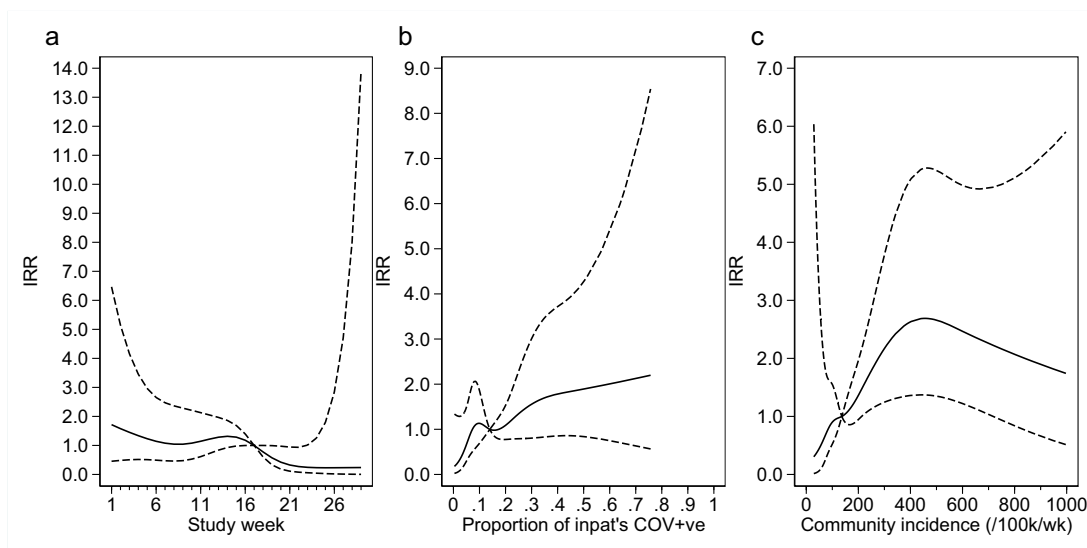 a
14.0
13.0
12.0
11.0
10.0
9.0
8.0
7.0
6.0
5.0
4.0
3.0
2.0
1.0
0.0
IRR
1 6 11 16 21 26
Study week
b
9.0
8.0
7.0
6.0
5.0
4.0
3.0
2.0
1.0
0.0
IRR
0 .1 .2 .3 .4 .5 .6 .7 .8 .9 1
Proportion of inpat's COV+ve
c
7.0
6.0
5.0
4.0
3.0
2.0
1.0
0.0
IRR
0 200 400 600 800 1000
Community incidence (/100k/wk)